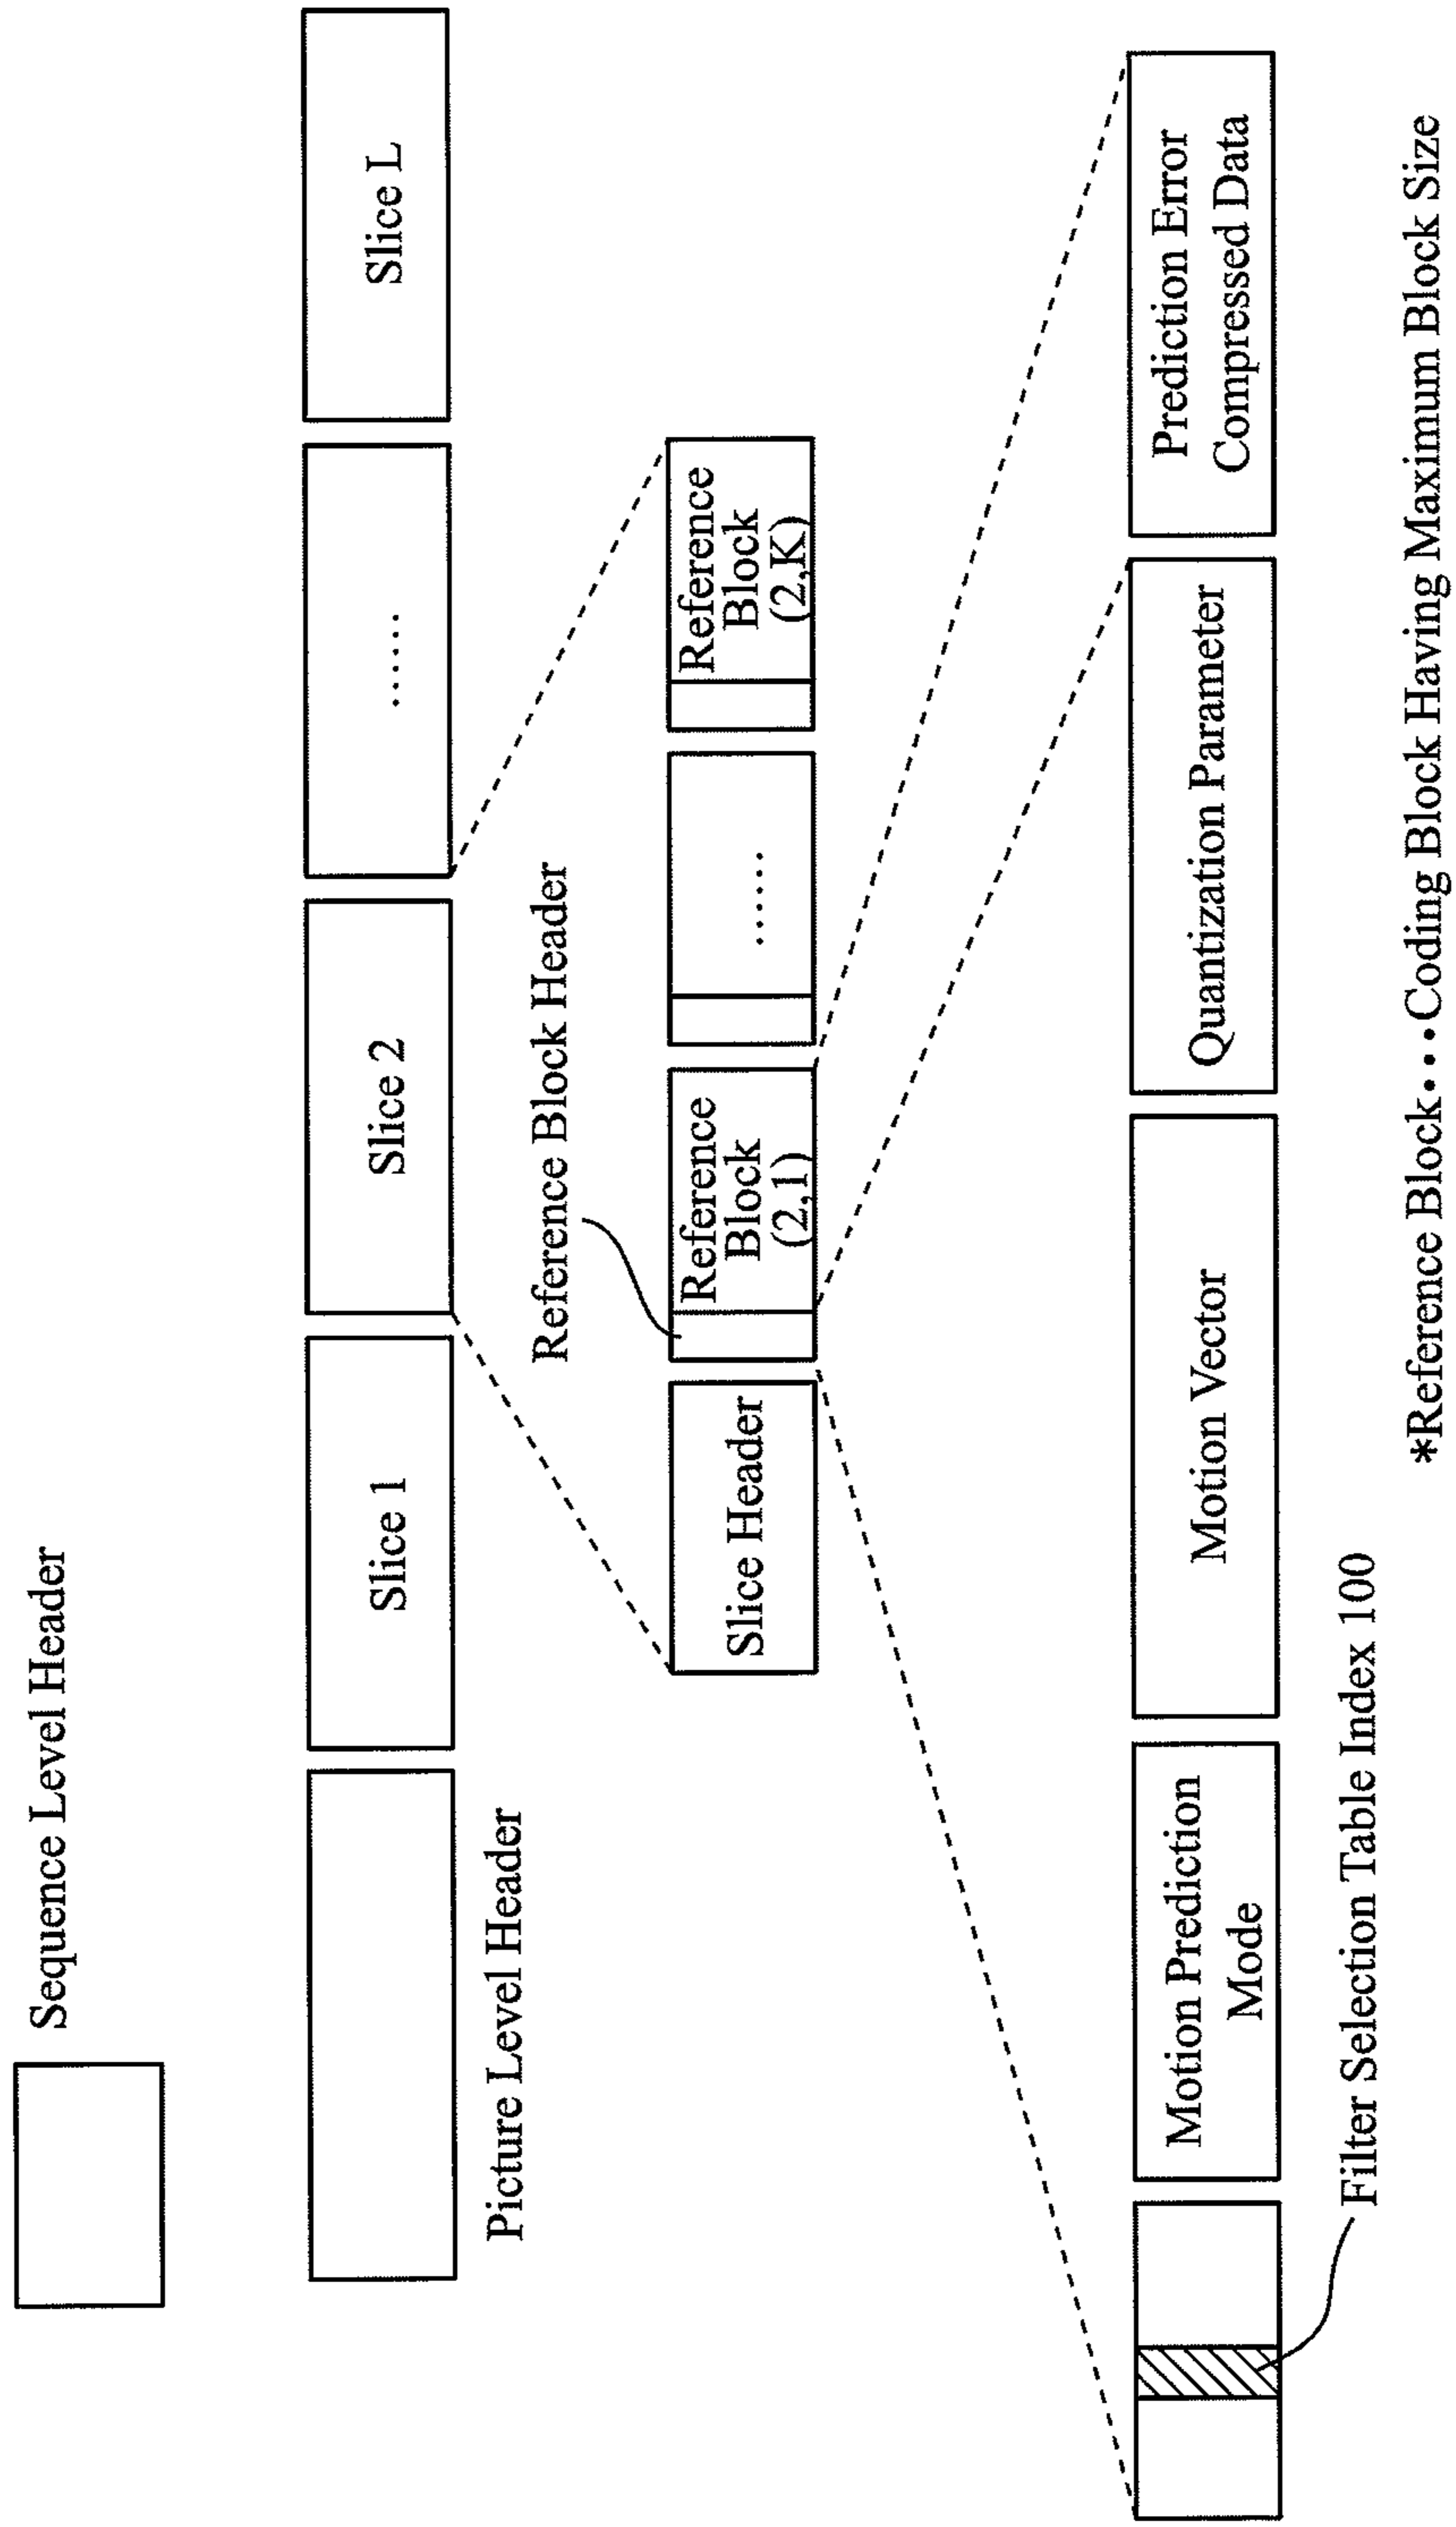 Sequence Level Header
Slice 1
Slice 2
......
Slice L
Picture Level Header
Reference Block Header
Slice Header
Reference
Block
(2,1)
......
Reference
Block
(2,K)
Motion Prediction
Mode
Motion Vector
Quantization Parameter
Prediction Error
Compressed Data
Filter Selection Table Index 100
*Reference Block•••Coding Block Having Maximum Block Size